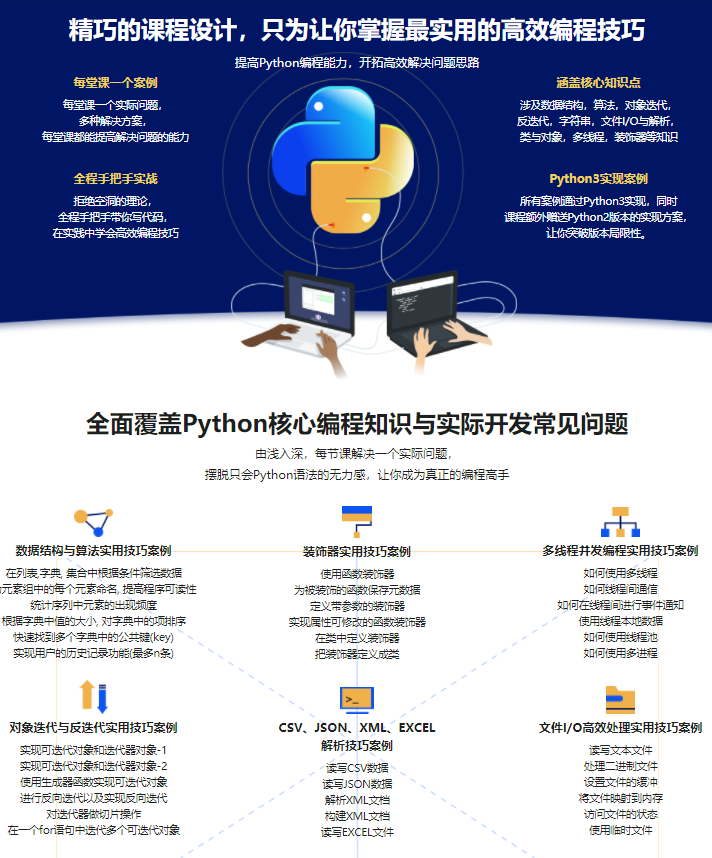 精巧的课程设计，只为让你掌握最实用的高效编程技巧
提高Python编程能力，开拓高效解决问题思路
每堂课一个案例
每堂课一个实际问题，
多种解决方案，
每堂课都能提高解决问题的能力
涵盖核心知识点
涉及数据结构，算法，对象迭代，
反迭代，字符串，文件I/O与解析，
类与对象，多线程，装饰器等知识
全程手把手实战
拒绝空洞的理论，
全程手把手带你写代码，
在实践中学会高效编程技巧
Python3实现案例
所有案例通过Python3实现，同时
课程额外赠送Python2版本的实现方案，
让你突破版本局限性。
全面覆盖Python核心编程知识与实际开发常见问题
由浅入深，每节课解决一个实际问题，
摆脱只会Python语法的无力感，让你成为真正的编程高手
数据结构与算法实用技巧案例
在列表,字典, 集合中根据条件筛选数据
元素组中的每个元素命名, 提高程序可读性
统计序列中元素的出现频度
根据字典中值的大小, 对字典中的项排序
快速找到多个字典中的公共键(key)
实现用户的历史记录功能(最多n条)
装饰器实用技巧案例
使用函数装饰器
为被装饰的函数保存元数据
定义带参数的装饰器
实现属性可修改的函数装饰器
在类中定义装饰器
把装饰器定义成类
多线程并发编程实用技巧案例
如何使用多线程
如何线程间通信
如何在线程间进行事件通知
使用线程本地数据
如何使用线程池
如何使用多进程
对象迭代与反迭代实用技巧案例
实现可迭代对象和迭代器对象-1
实现可迭代对象和迭代器对象-2
使用生成器函数实现可迭代对象
进行反向迭代以及实现反向迭代
对迭代器做切片操作
在一个for语句中迭代多个可迭代对象
CSV、JSON、XML、EXCEL
解析技巧案例
读写CSV数据
读写JSON数据
解析XML文档
构建XML文档
读写EXCEL文件
文件I/O高效处理实用技巧案例
读写文本文件
处理二进制文件
设置文件的缓冲
将文件映射到内存
访问文件的状态
使用临时文件